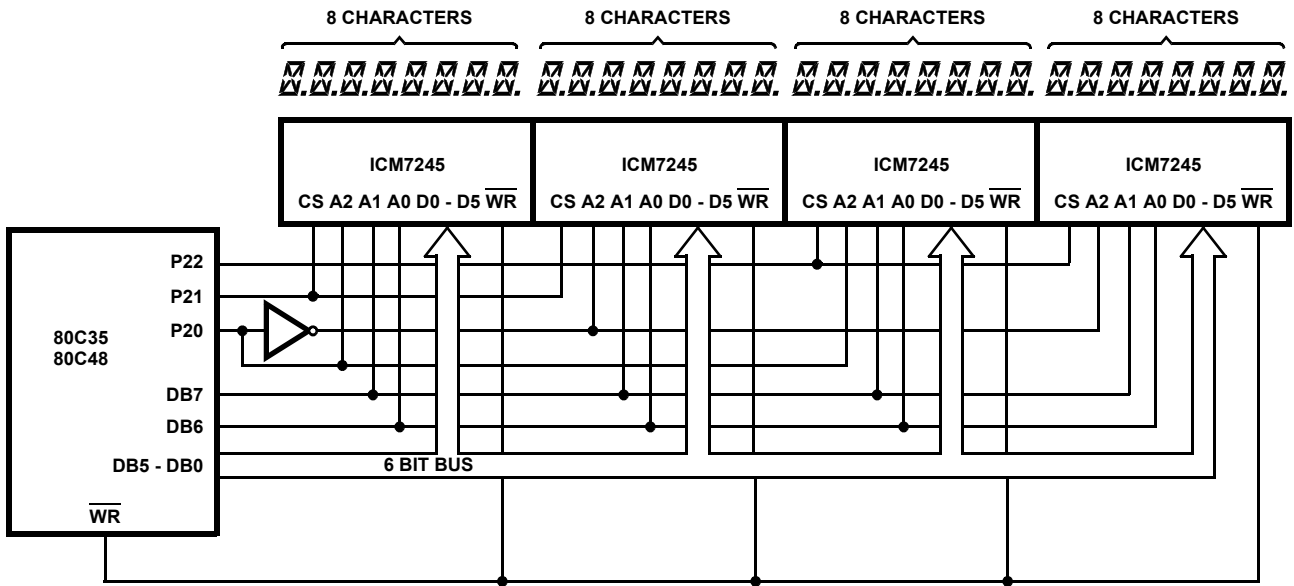 8 CHARACTERS 8 CHARACTERS 8 CHARACTERS 8 CHARACTERS
ICM7245 ICM7245 ICM7245 ICM7245
CS A2 A1 A0 D0 - D5 WR CS A2 A1 A0 D0 - D5 WR CS A2 A1 A0 D0 - D5 WR CS A2 A1 A0 D0 - D5 WR
P22
P21
P20
80C35
80C48
DB7
DB6
DB5 - DB0 6 BIT BUS
WR